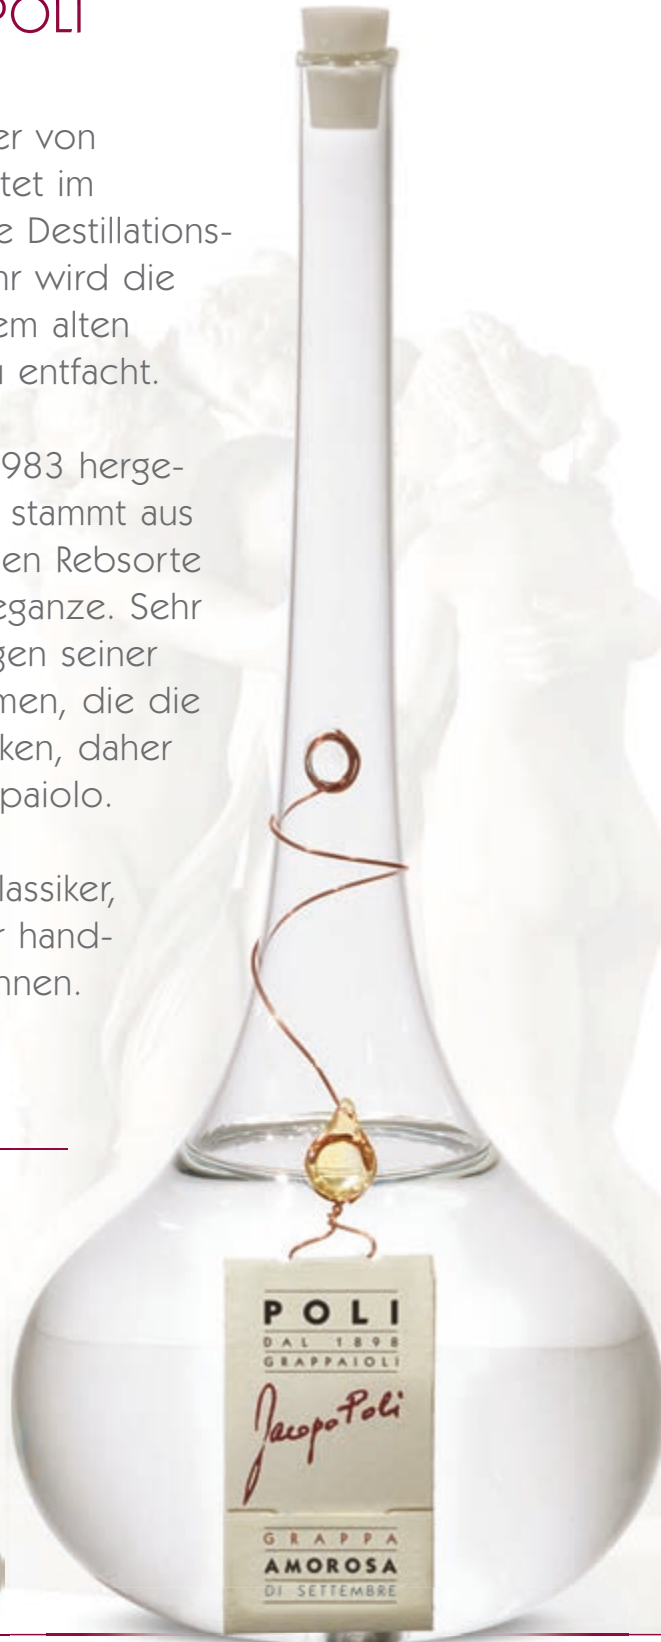 POLI
er von
tet im
e Destillations-
hr wird die
em alten
u entfacht.
983 herge-
stammt aus
en Rebsorte
eganze. Sehr
gen seiner
men, die die
ken, daher
paiolo.
lassiker,
r hand-
nnen.
POLI
DAL 1898
GRAPPAIOLI
Jacopo Poli
GRAPPA
AMOROSA
DI SETTEMBRE